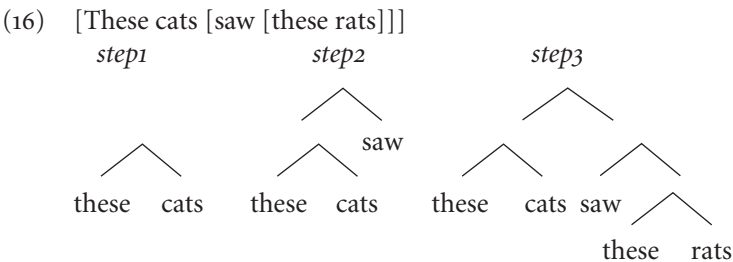 (16) [These cats [saw [these rats]]]
step1 step2 step3
saw
these cats these cats these cats saw
these rats